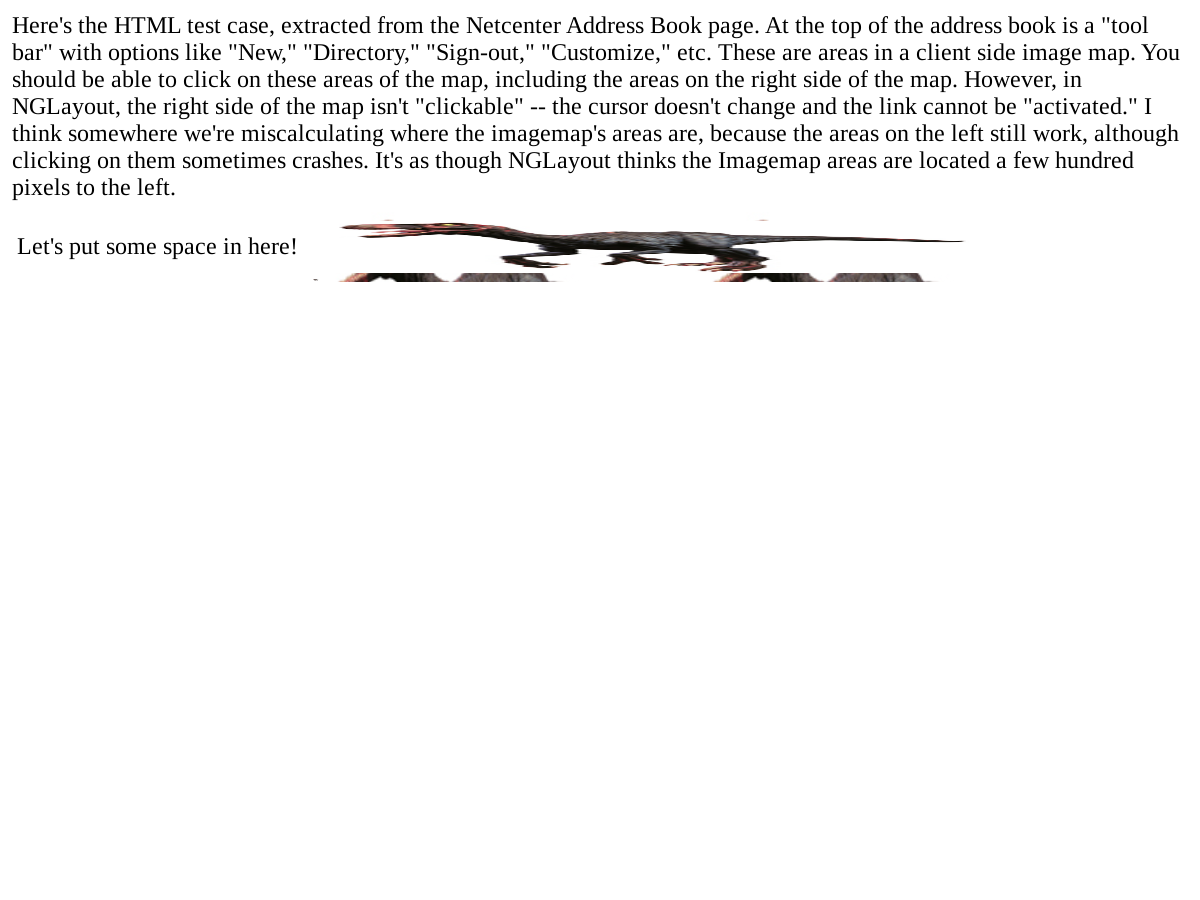 Here's the HTML test case, extracted from the Netcenter Address Book page. At the top of the address book is a "tool
bar" with options like "New," "Directory," "Sign-out," "Customize," etc. These are areas in a client side image map. You
should be able to click on these areas of the map, including the areas on the right side of the map. However, in
NGLayout, the right side of the map isn't "clickable" -- the cursor doesn't change and the link cannot be "activated." I
think somewhere we're miscalculating where the imagemap's areas are, because the areas on the left still work, although
clicking on them sometimes crashes. It's as though NGLayout thinks the Imagemap areas are located a few hundred
pixels to the left.
Let's put some space in here!